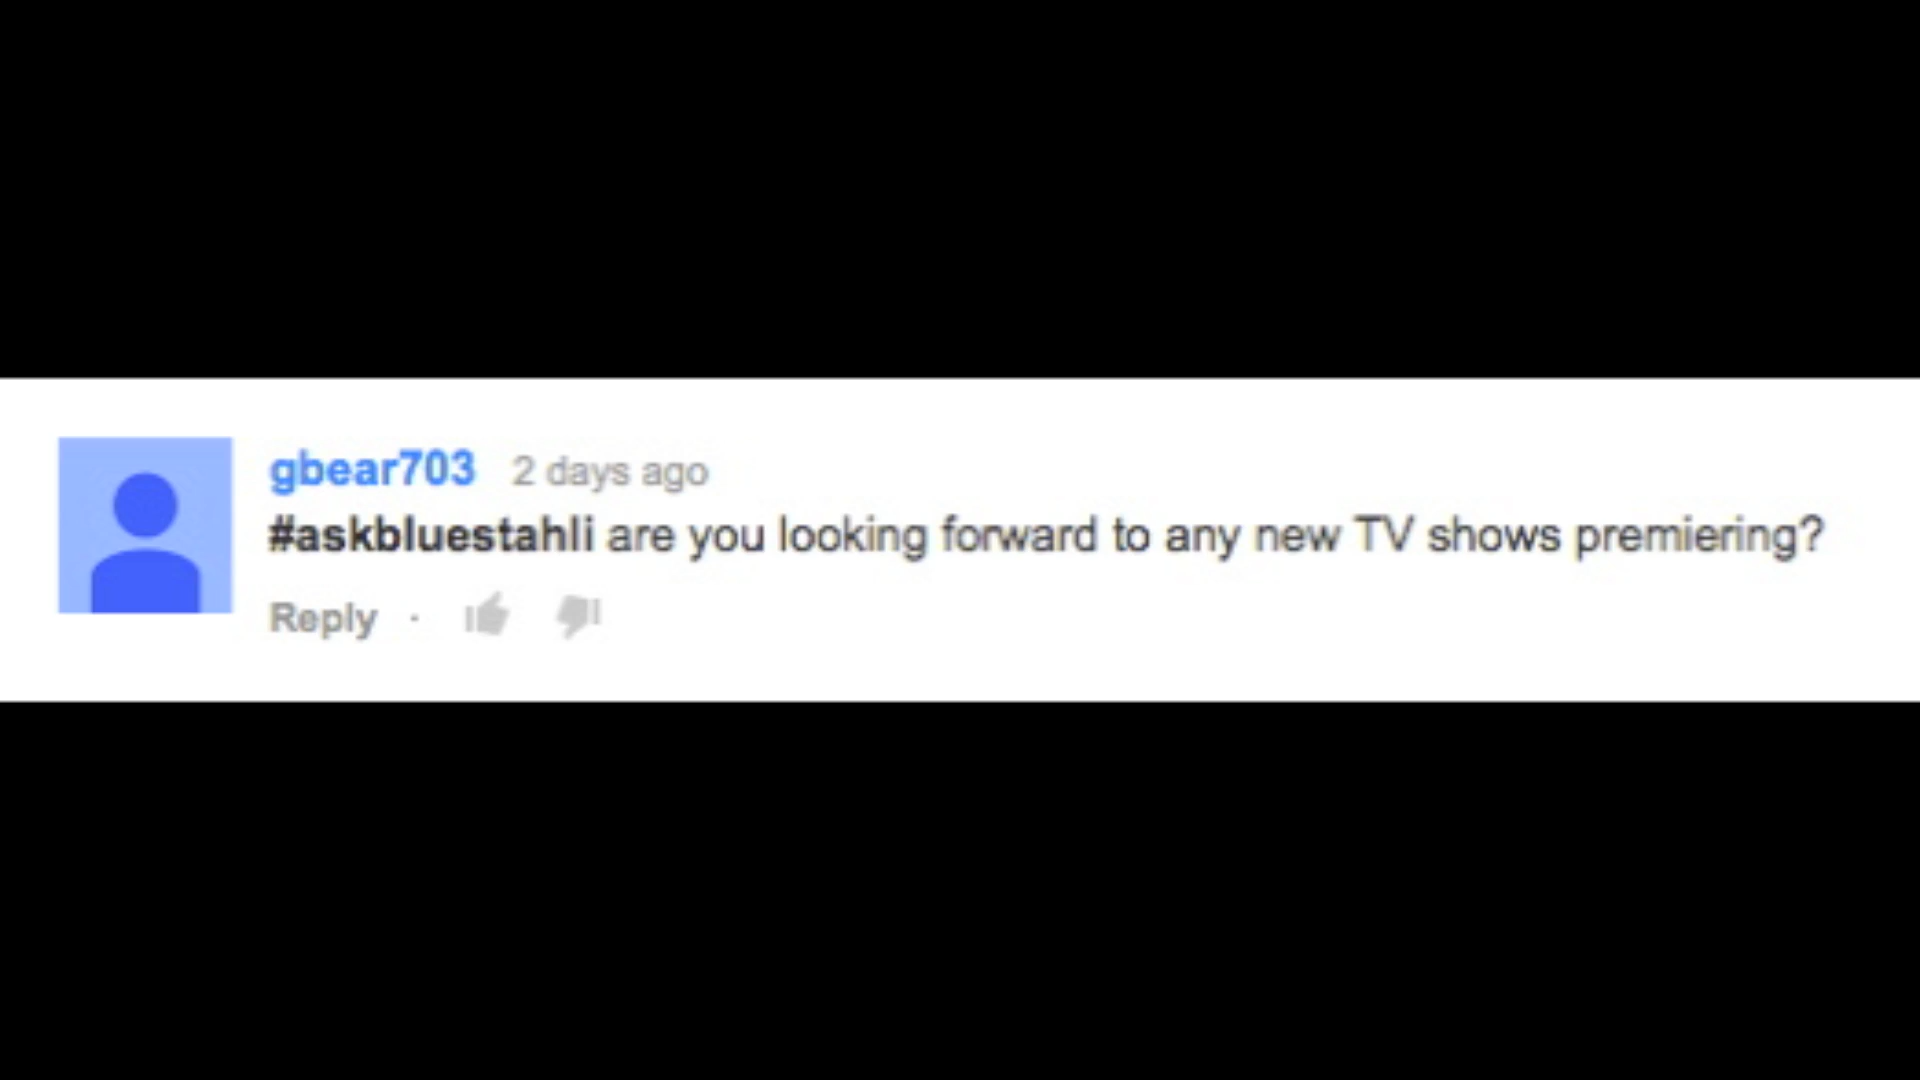 gbear703 2 days ago
#askbluestahli are you looking forward to any new TV shows premiering?
Reply ·